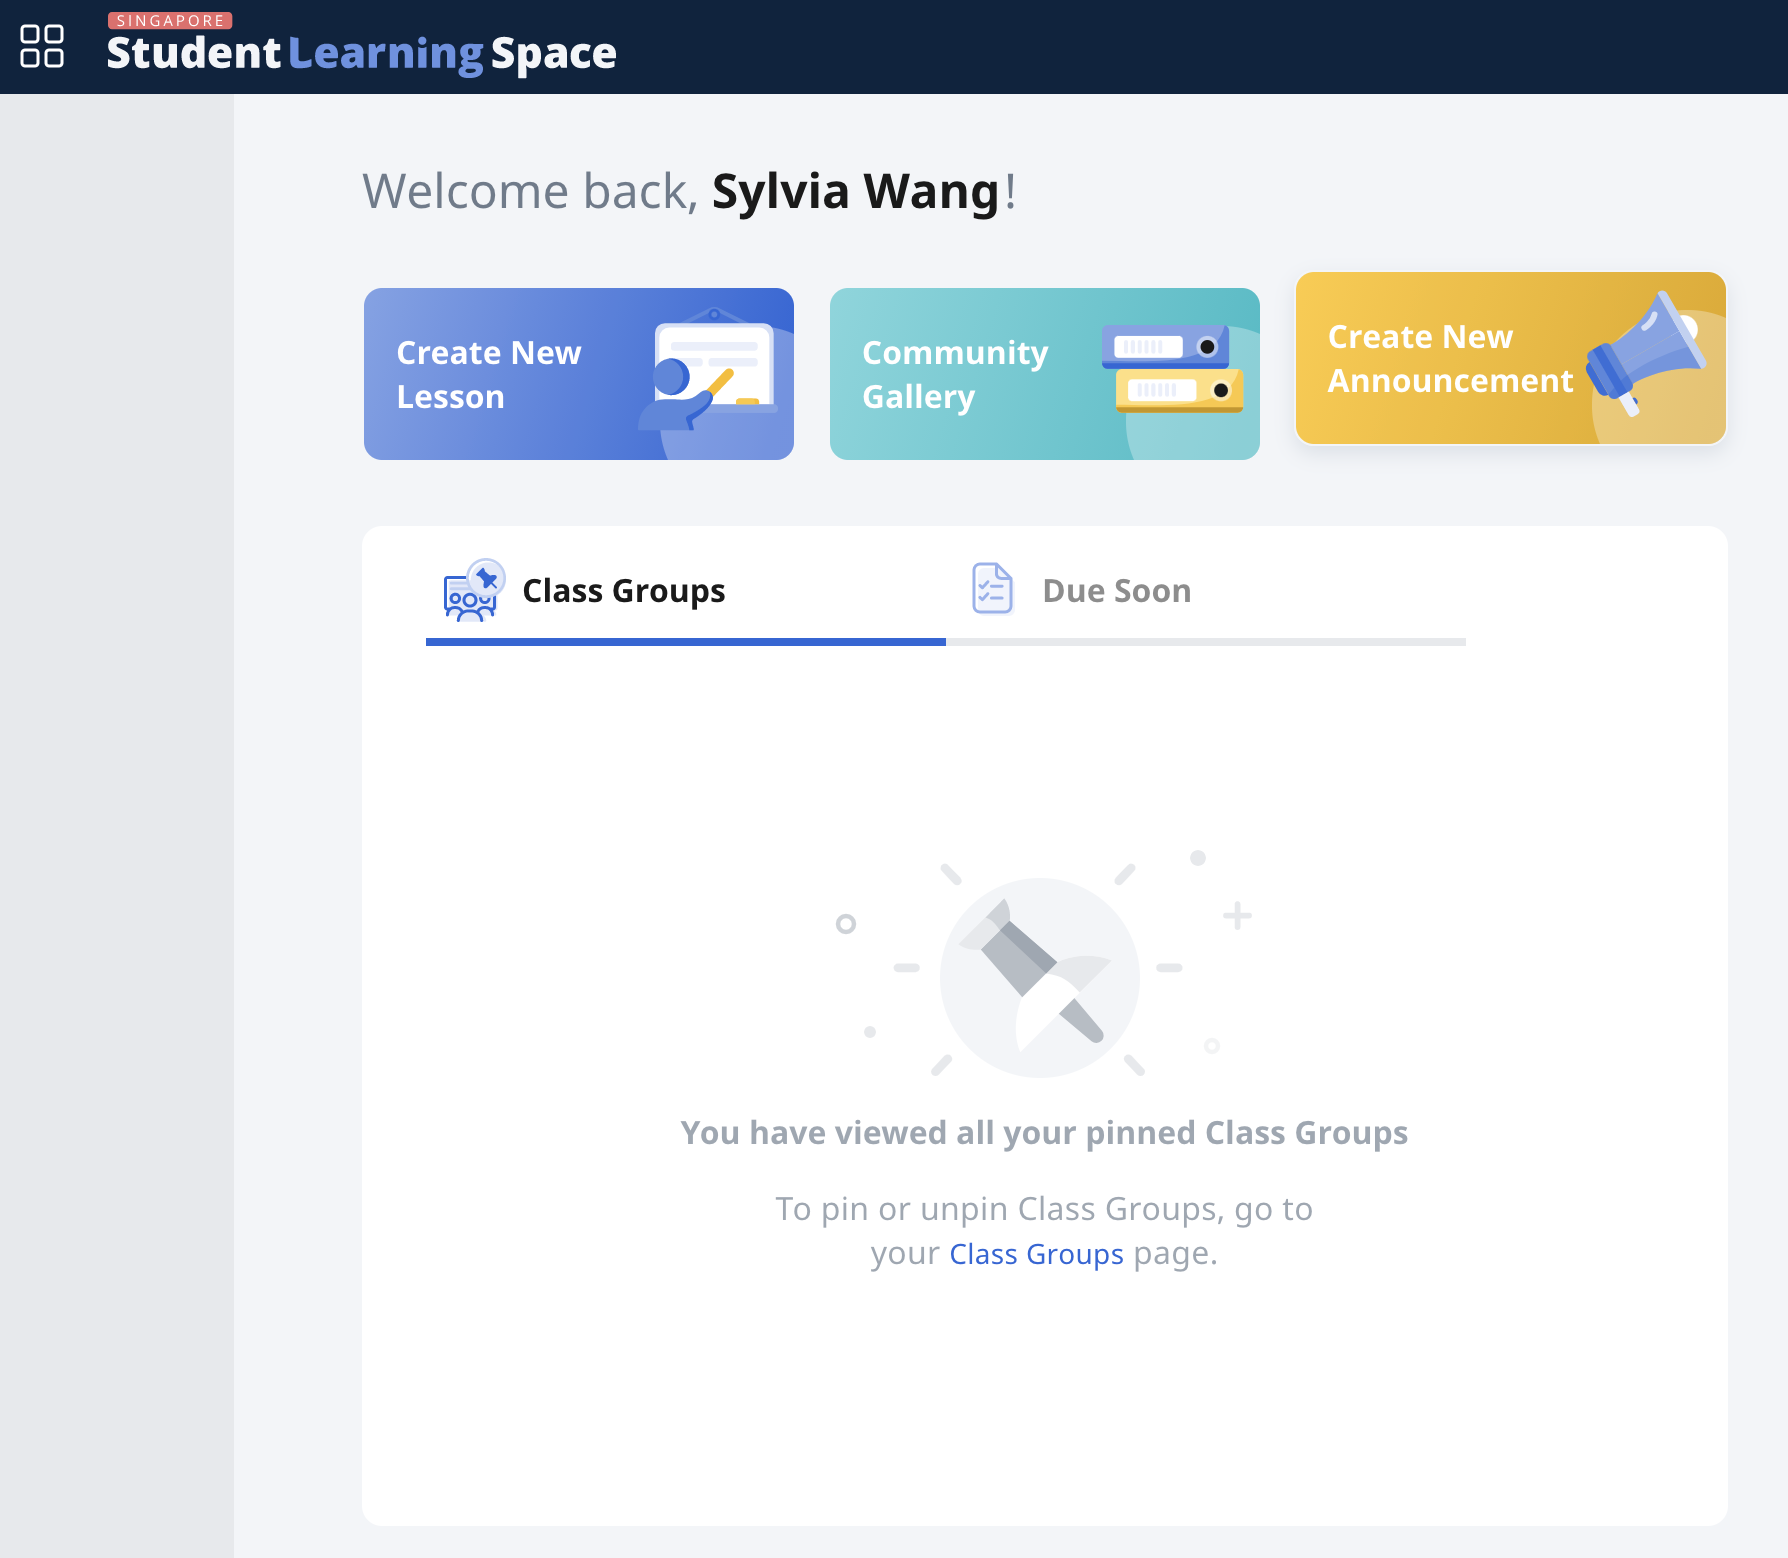 SINGAPORE
Student Learning Space
Welcome back, Sylvia Wang!
Create New
Lesson
Community
Gallery
Create New
Announcement
Class Groups
Due Soon
You have viewed all your pinned Class Groups
To pin or unpin Class Groups, go to
your Class Groups page.